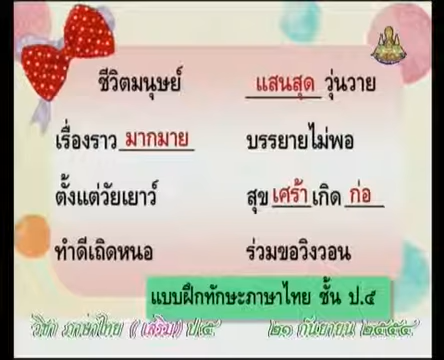 ชีวิตมนุษย์ แสนสุด วุ่นวาย
เรื่องราว มากมาย บรรยายไม่พอ
ตั้งแต่วัยเยาว์ สุข เศร้า เกิด ก่อ
ทำดีเถิดหนอ ร่วมขอวิงวอน
แบบฝึกทักษะภาษาไทย ชั้น ป.๕
วิชา ภาษาไทย (เสริม) ป.๕ ๒๑ กันยายน ๒๕๕๔